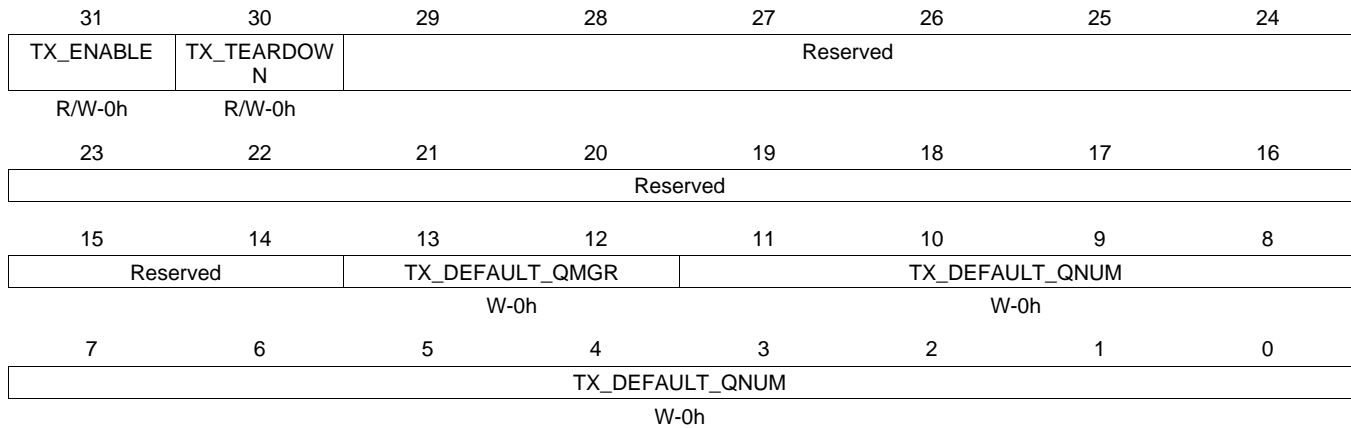 31 30 29 28 27 26 25 24
TX_ENABLE TX_TEARDOW Reserved
N
R/W-0h R/W-0h
23 22 21 20 19 18 17 16
Reserved
15 14 13 12 11 10 9 8
Reserved TX_DEFAULT_QMGR TX_DEFAULT_QNUM
W-0h W-0h
7 6 5 4 3 2 1 0
TX_DEFAULT_QNUM
W-0h